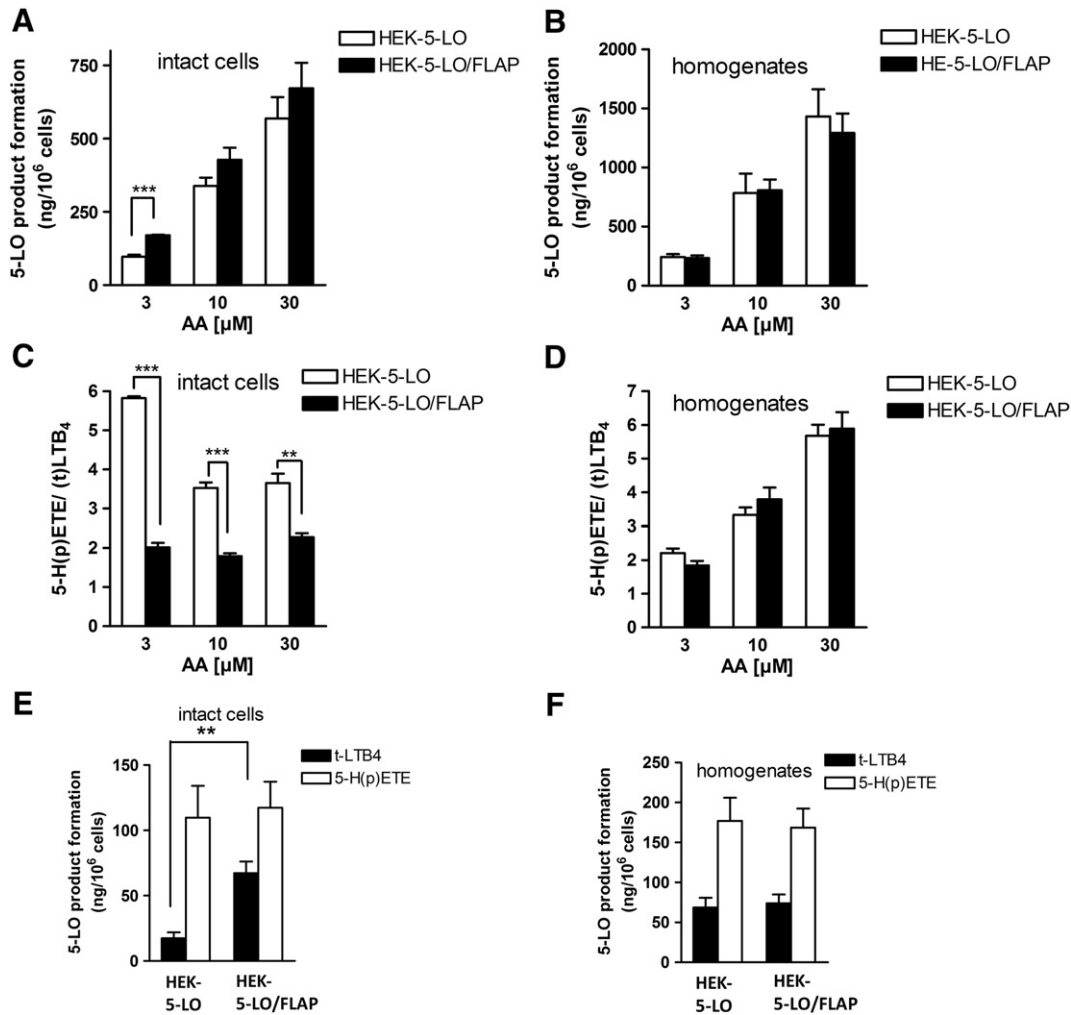 A
HEK-5-LO
HEK-5-LO/FLAP
intact cells
5-LO product formation
(ng/10⁶ cells)
750
500
250
0
***
3 10 30
AA [µM]
B
HEK-5-LO
HE-5-LO/FLAP
homogenates
5-LO product formation
(ng/10⁶ cells)
2000
1500
1000
500
0
3 10 30
AA [µM]
C
intact cells
HEK-5-LO
HEK-5-LO/FLAP
5-H(p)ETE/ (t)LTB₄
6
5
4
3
2
1
0
***
***
**
3 10 30
AA [µM]
D
homogenates
HEK-5-LO
HEK-5-LO/FLAP
5-H(p)ETE/ (t)LTB₄
7
6
5
4
3
2
1
0
3 10 30
AA [µM]
E
intact cells
**
t-LTB4
5-H(p)ETE
5-LO product formation
(ng/10⁶ cells)
150
100
50
0
HEK-
5-LO
HEK-
5-LO/FLAP
F
homogenates
t-LTB4
5-H(p)ETE
5-LO product formation
(ng/10⁶ cells)
250
200
150
100
50
0
HEK-
5-LO
HEK-
5-LO/FLAP